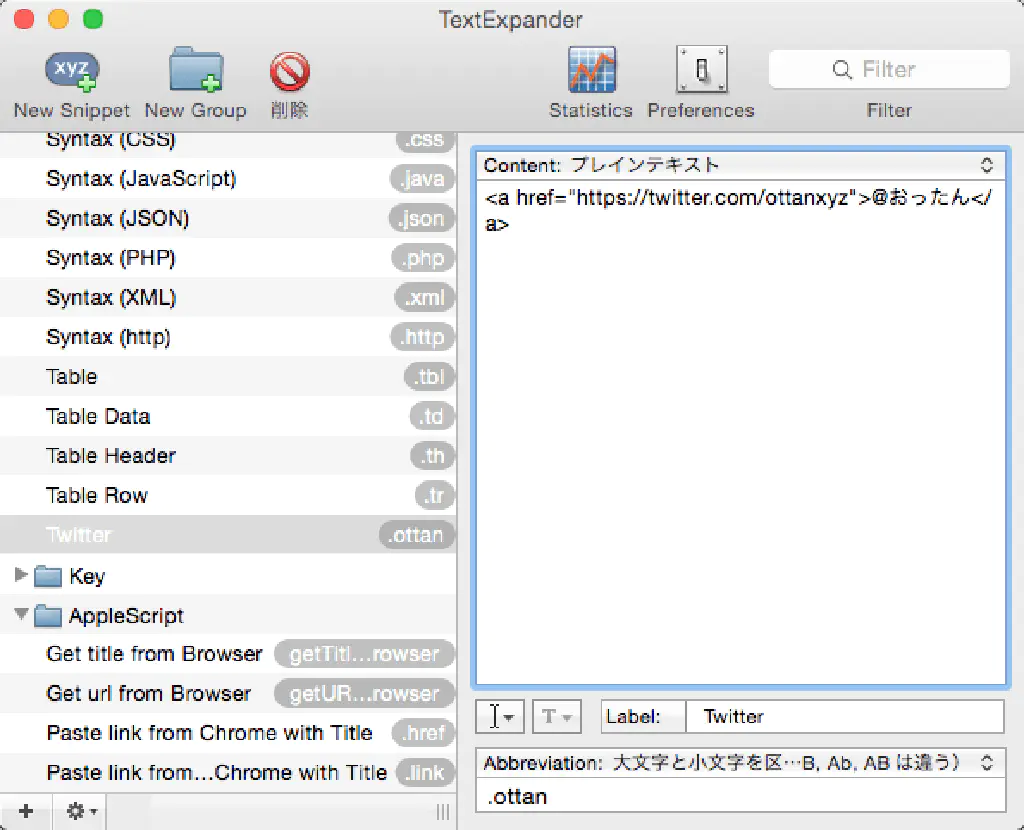 TextExpander
xyz
New Snippet
New Group
削除
Statistics
Preferences
Filter
Filter
Syntax (CSS) .css
Syntax (JavaScript) .java
Syntax (JSON) .json
Syntax (PHP) .php
Syntax (XML) .xml
Syntax (http) .http
Table .tbl
Table Data .td
Table Header .th
Table Row .tr
Twitter .ottan
Key
AppleScript
Get title from Browser getTitl...rowser
Get url from Browser getUR...rowser
Paste link from Chrome with Title .href
Paste link from...Chrome with Title .link
Content: プレインテキスト
<a href="https://twitter.com/ottanxyz">@おったん</
a>
T
Label: Twitter
Abbreviation: 大文字と小文字を区…B, Ab, AB は違う）
.ottan